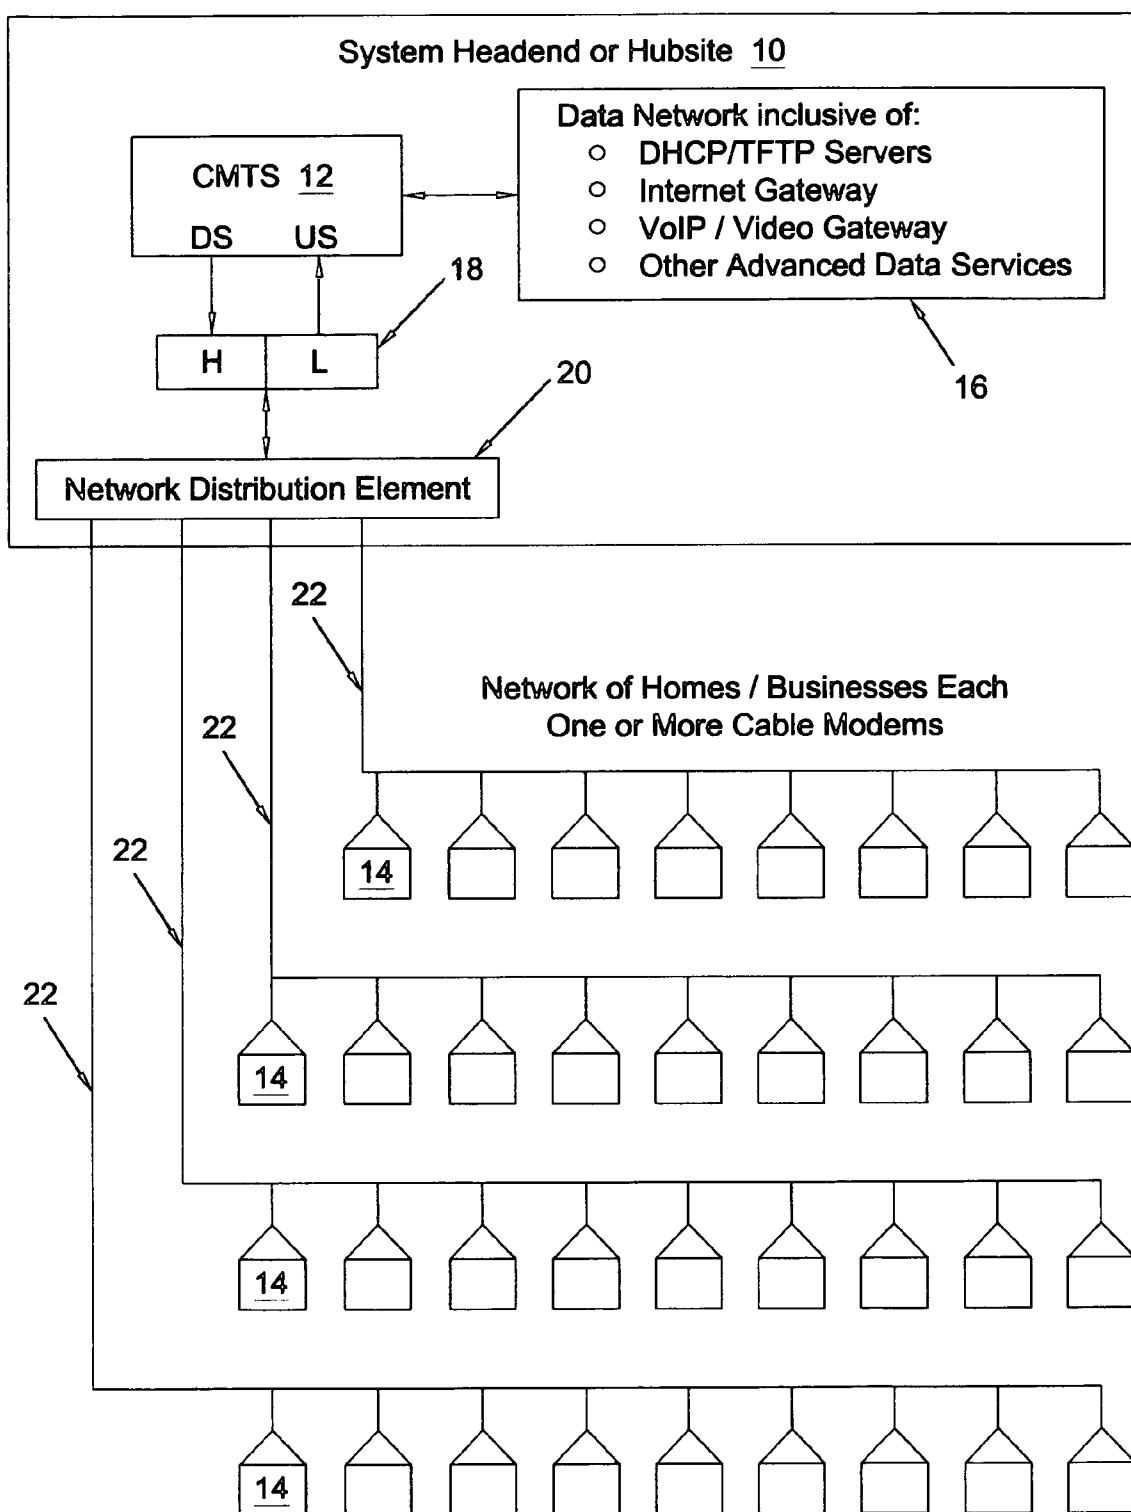 System Headend or Hubsite 10
Data Network inclusive of:
○ DHCP/TFTP Servers
○ Internet Gateway
○ VoIP / Video Gateway
○ Other Advanced Data Services
CMTS 12
DS US
18
H L
16
20
Network Distribution Element
22
Network of Homes / Businesses Each
One or More Cable Modems
22
22
14
22
14
14
14